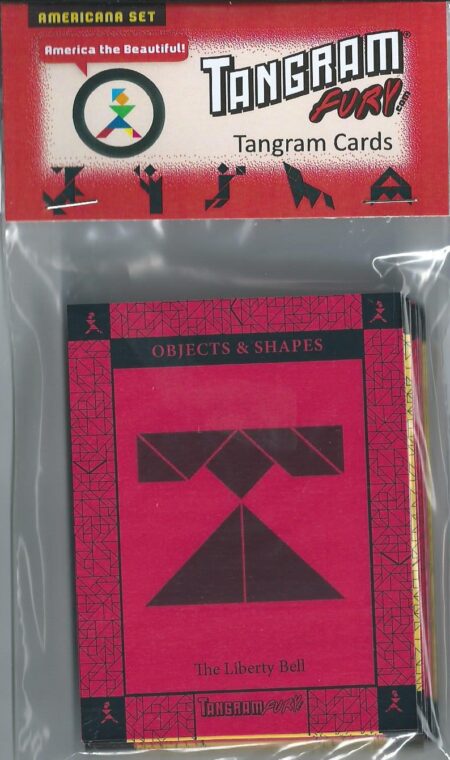 AMERICANA SET
America the Beautiful!
TANGRAM®
FURY.com
Tangram Cards
OBJECTS & SHAPES
The Liberty Bell
TANGRAM FURY